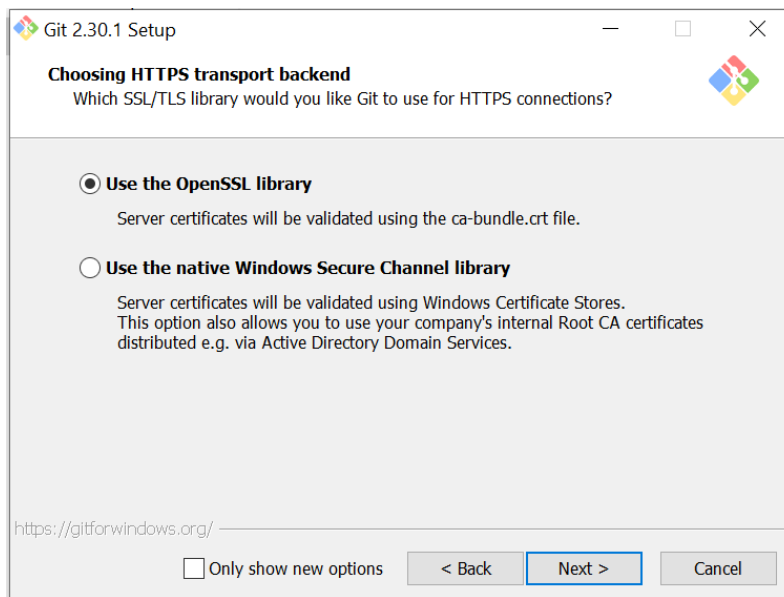 Git 2.30.1 Setup
Choosing HTTPS transport backend
Which SSL/TLS library would you like Git to use for HTTPS connections?
Use the OpenSSL library
Server certificates will be validated using the ca-bundle.crt file.
Use the native Windows Secure Channel library
Server certificates will be validated using Windows Certificate Stores.
This option also allows you to use your company's internal Root CA certificates
distributed e.g. via Active Directory Domain Services.
https://gitforwindows.org/
Only show new options
< Back
Next >
Cancel